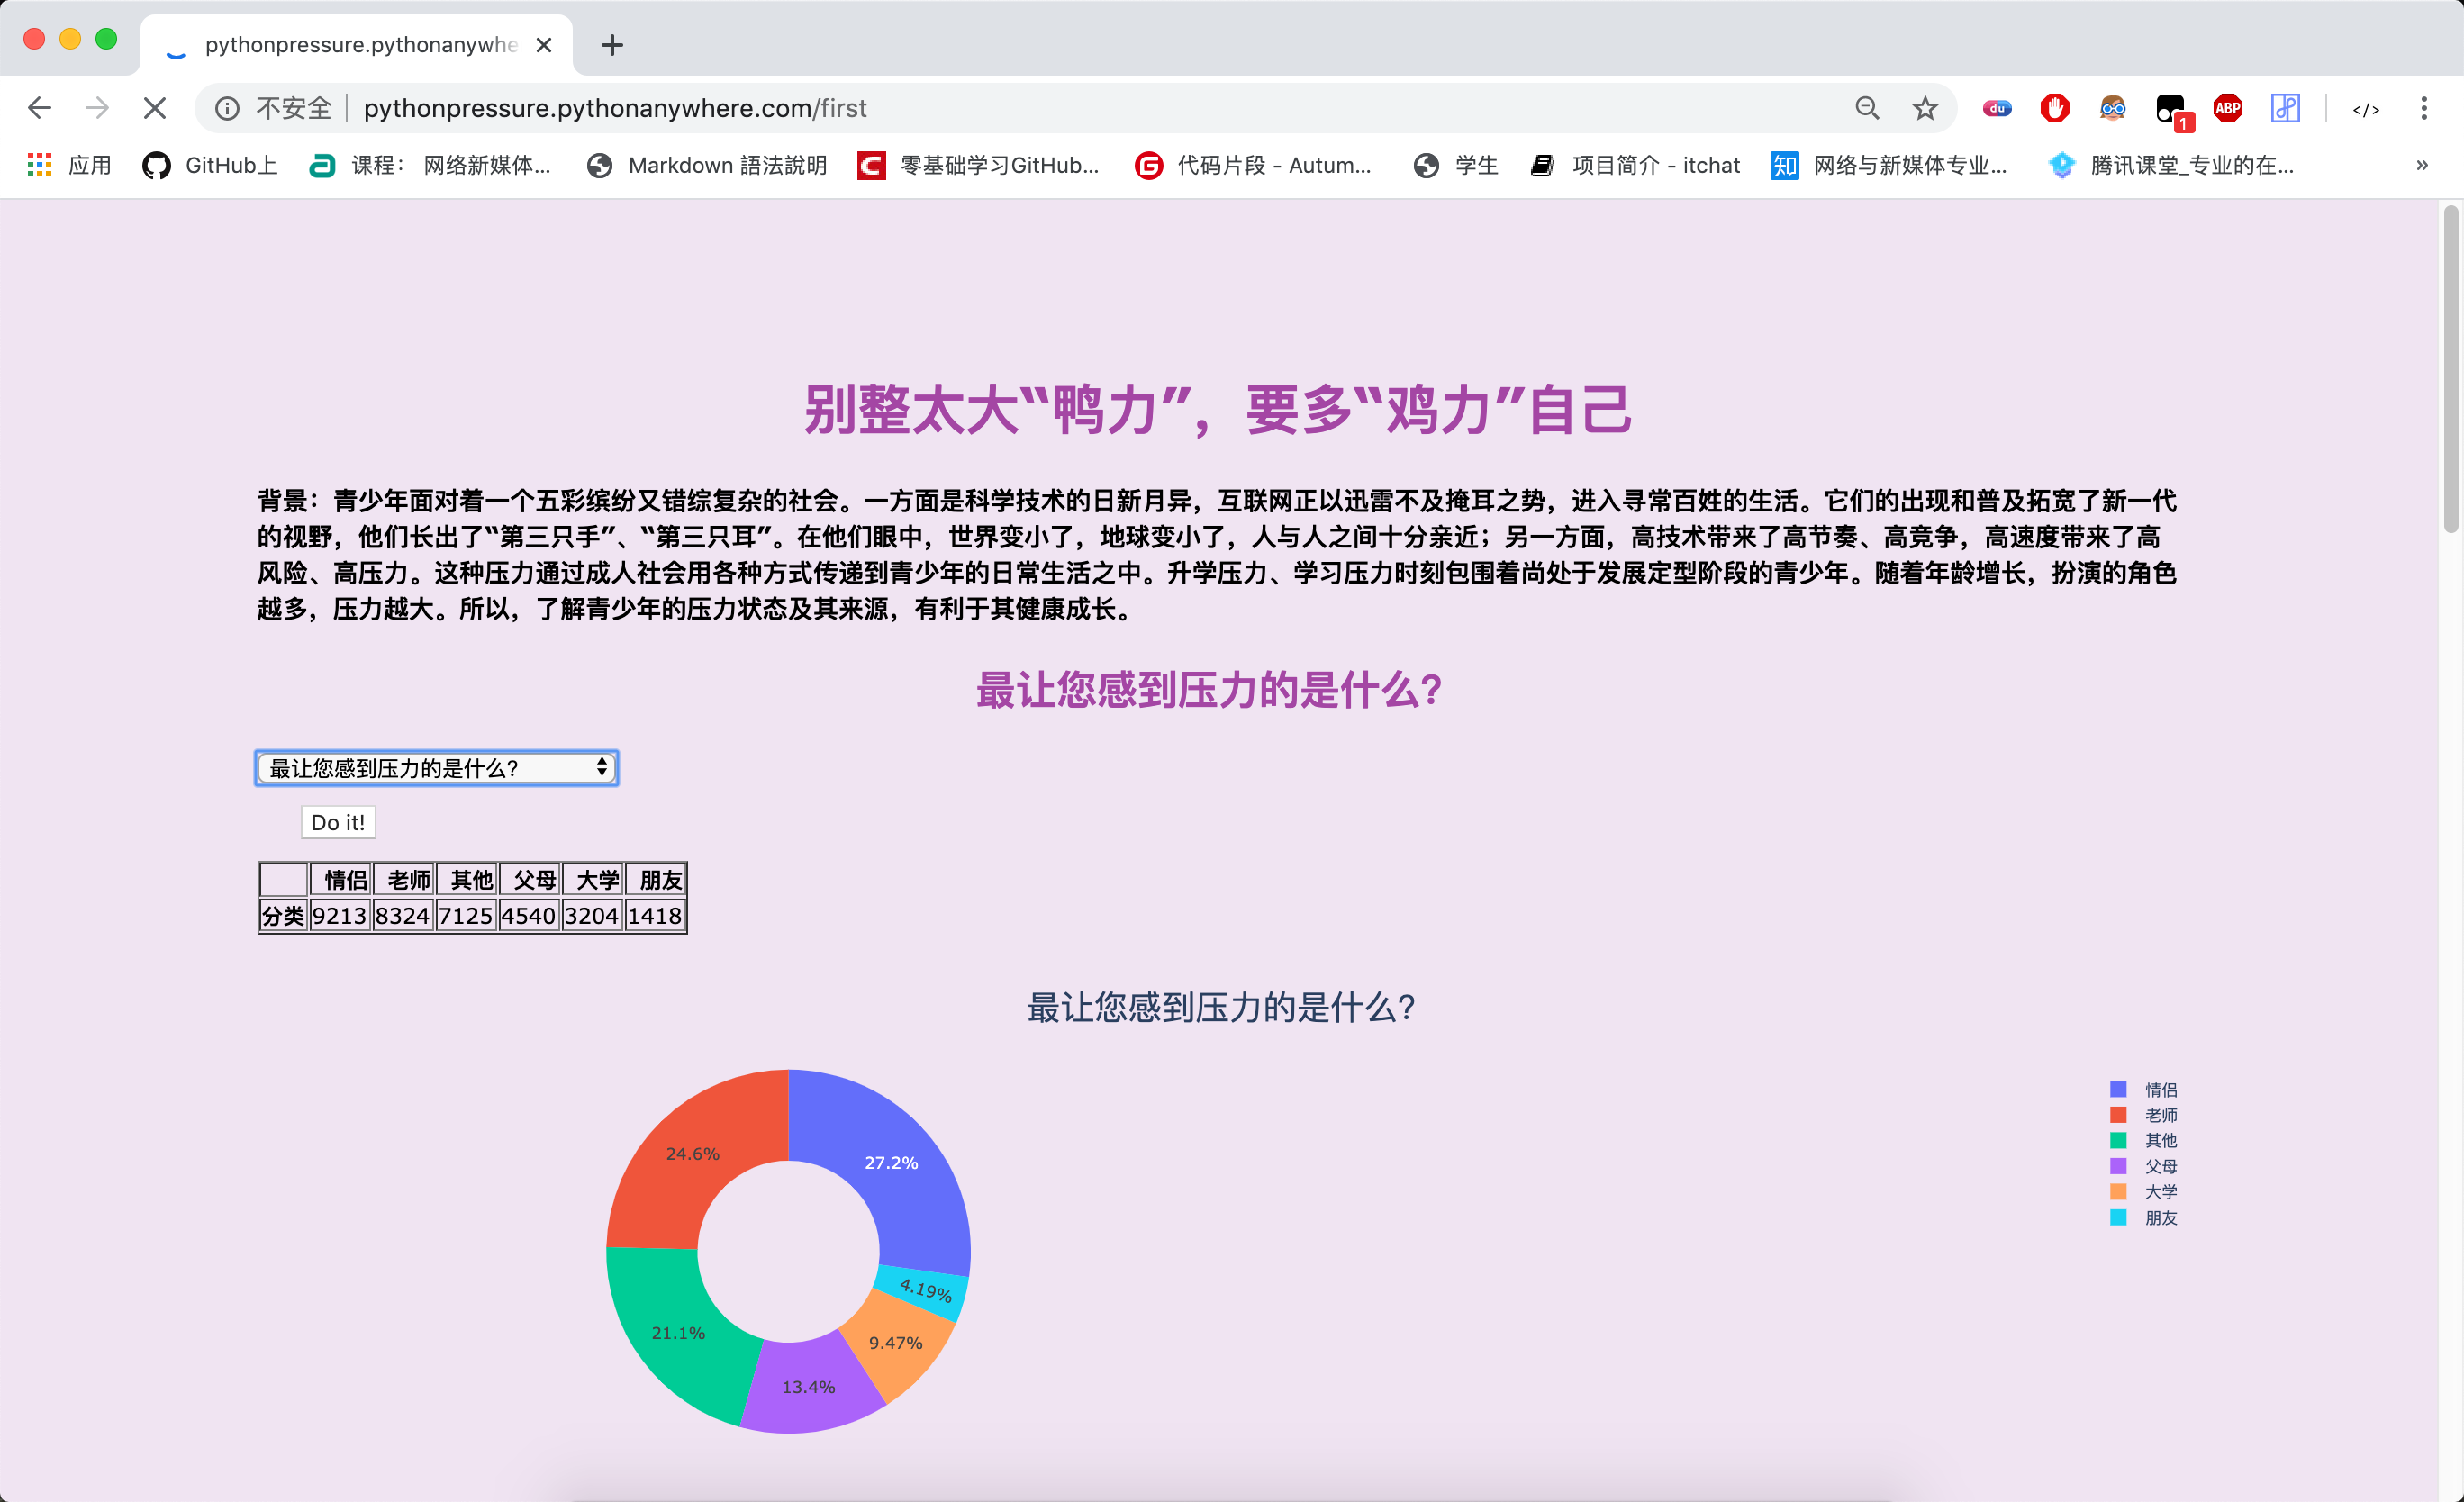 pythonpressure.pythonanywhe
不安全 pythonpressure.pythonanywhere.com/first
du
1
ABP
</>
应用 GitHub上 课程： 网络新媒体... Markdown 語法說明 零基础学习GitHub... 代码片段 - Autum... 学生 项目简介 - itchat 知 网络与新媒体专业... 腾讯课堂_专业的在... »
别整太大“鸭力”，要多“鸡力”自己
背景：青少年面对着一个五彩缤纷又错综复杂的社会。一方面是科学技术的日新月异，互联网正以迅雷不及掩耳之势，进入寻常百姓的生活。它们的出现和普及拓宽了新一代
的视野，他们长出了“第三只手”、“第三只耳”。在他们眼中，世界变小了，地球变小了，人与人之间十分亲近；另一方面，高技术带来了高节奏、高竞争，高速度带来了高
风险、高压力。这种压力通过成人社会用各种方式传递到青少年的日常生活之中。升学压力、学习压力时刻包围着尚处于发展定型阶段的青少年。随着年龄增长，扮演的角色
越多，压力越大。所以，了解青少年的压力状态及其来源，有利于其健康成长。
最让您感到压力的是什么?
最让您感到压力的是什么?
Do it!
情侣 老师 其他 父母 大学 朋友
分类 9213 8324 7125 4540 3204 1418
最让您感到压力的是什么?
24.6%
27.2%
4.19%
21.1%
9.47%
13.4%
情侣
老师
其他
父母
大学
朋友